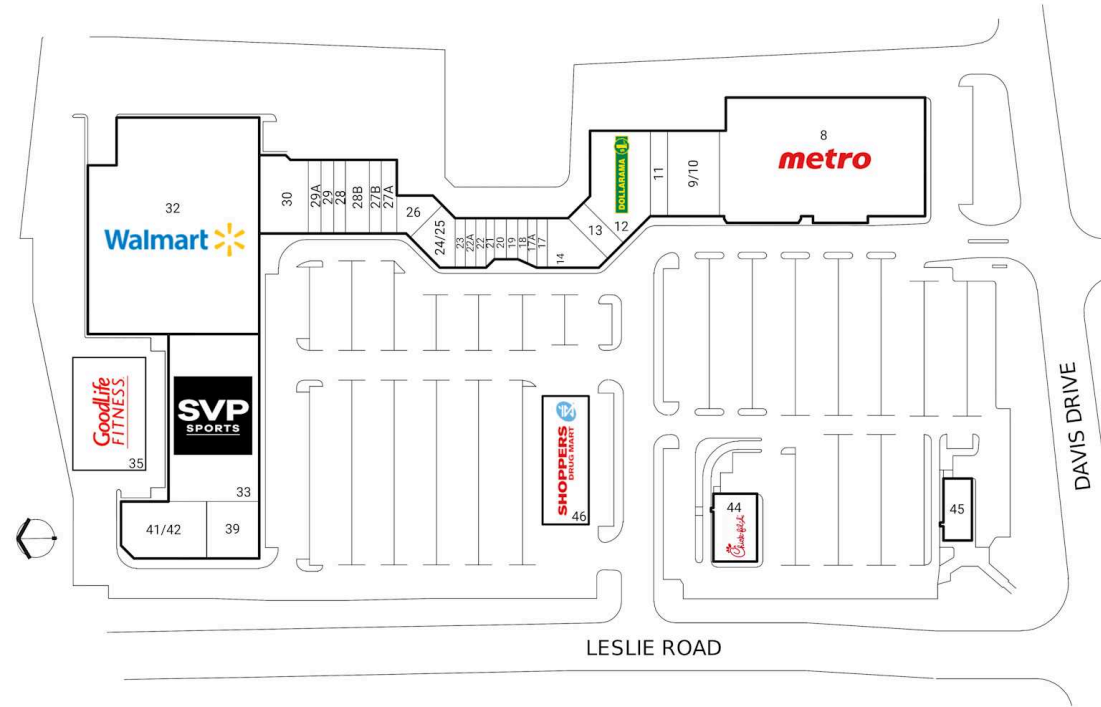 32
Walmart
30
29A
29
28
28B
27B
27A
26
24/25
23
22A
22
21
20
19
18
17A
17
14
13
12
DOLLARAMA
11
9/10
8
metro
GoodLife
FITNESS
35
SVP
SPORTS
33
41/42
39
SHOPPERS
DRUG MART
46
44
Chick-fil-A
45
DAVIS DRIVE
LESLIE ROAD